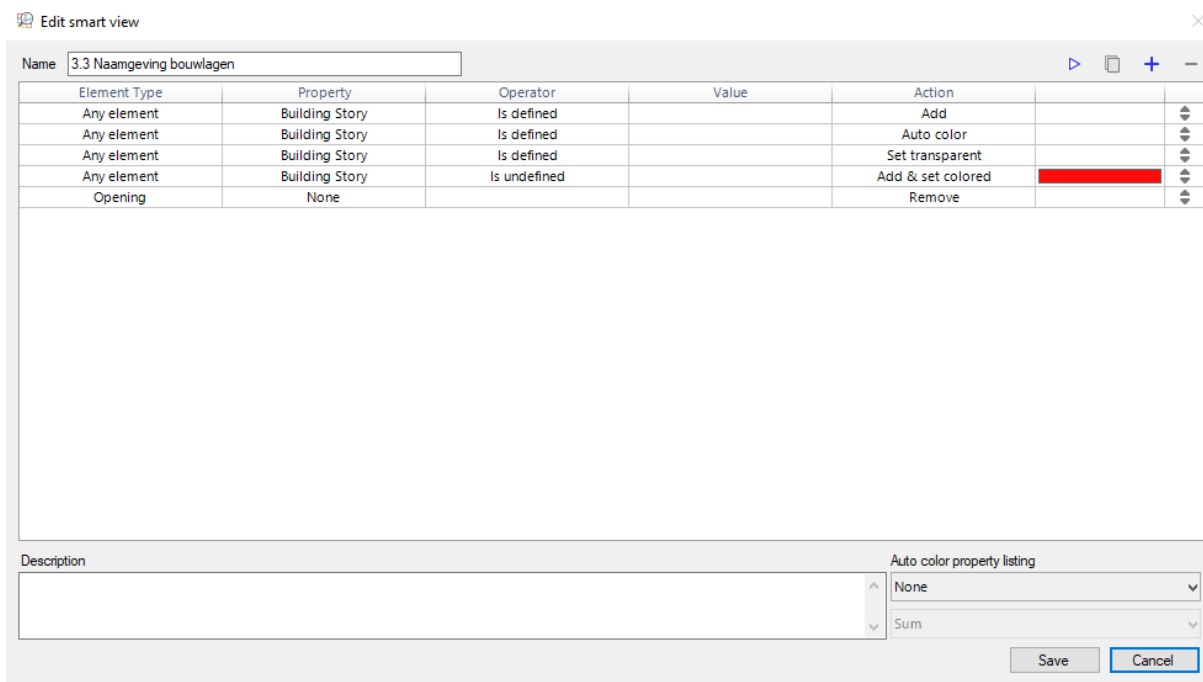 Edit smart view
Name 3.3 Naamgeving bouwlagen
Element Type Property Operator Value Action
Any element Building Story Is defined Add
Any element Building Story Is defined Auto color
Any element Building Story Is defined Set transparent
Any element Building Story Is undefined Add & set colored
Opening None Remove
Description Auto color property listing
None
Sum
Save Cancel